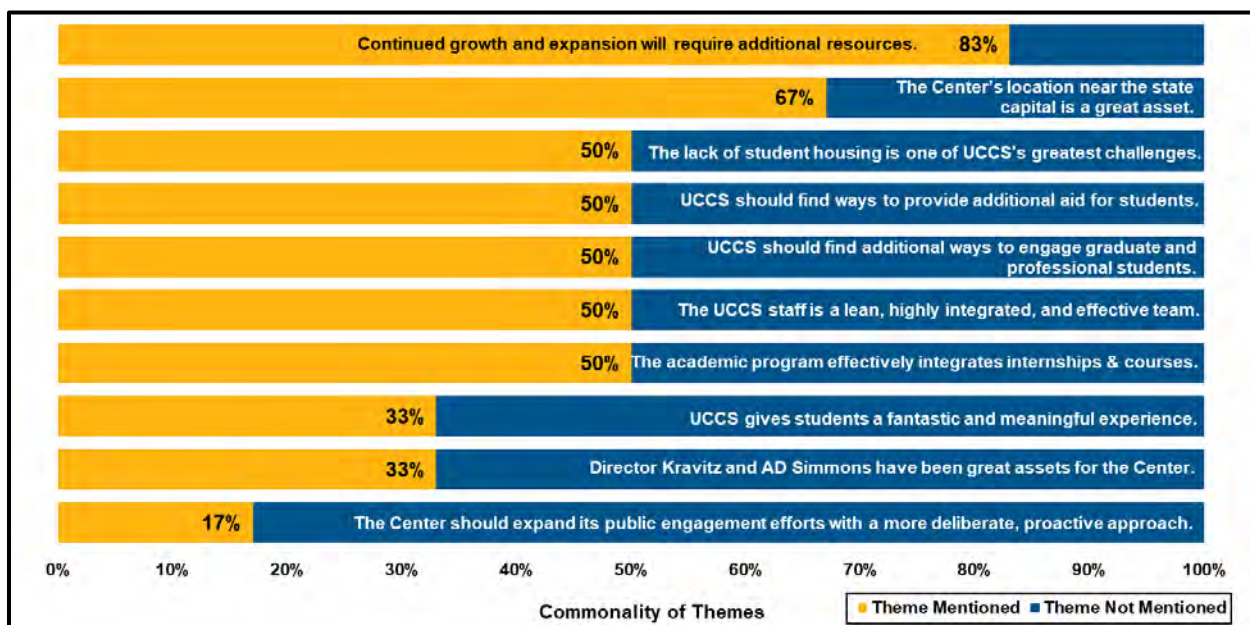 Continued growth and expansion will require additional resources. 83%
67% The Center's location near the state
capital is a great asset.
50% The lack of student housing is one of UCCS's greatest challenges.
50% UCCS should find ways to provide additional aid for students.
50% UCCS should find additional ways to engage graduate and
professional students.
50% The UCCS staff is a lean, highly integrated, and effective team.
50% The academic program effectively integrates internships & courses.
33% UCCS gives students a fantastic and meaningful experience.
33% Director Kravitz and AD Simmons have been great assets for the Center.
17% The Center should expand its public engagement efforts with a more deliberate, proactive approach.
0% 10% 20% 30% 40% 50% 60% 70% 80% 90% 100%
Commonality of Themes
Theme Mentioned Theme Not Mentioned